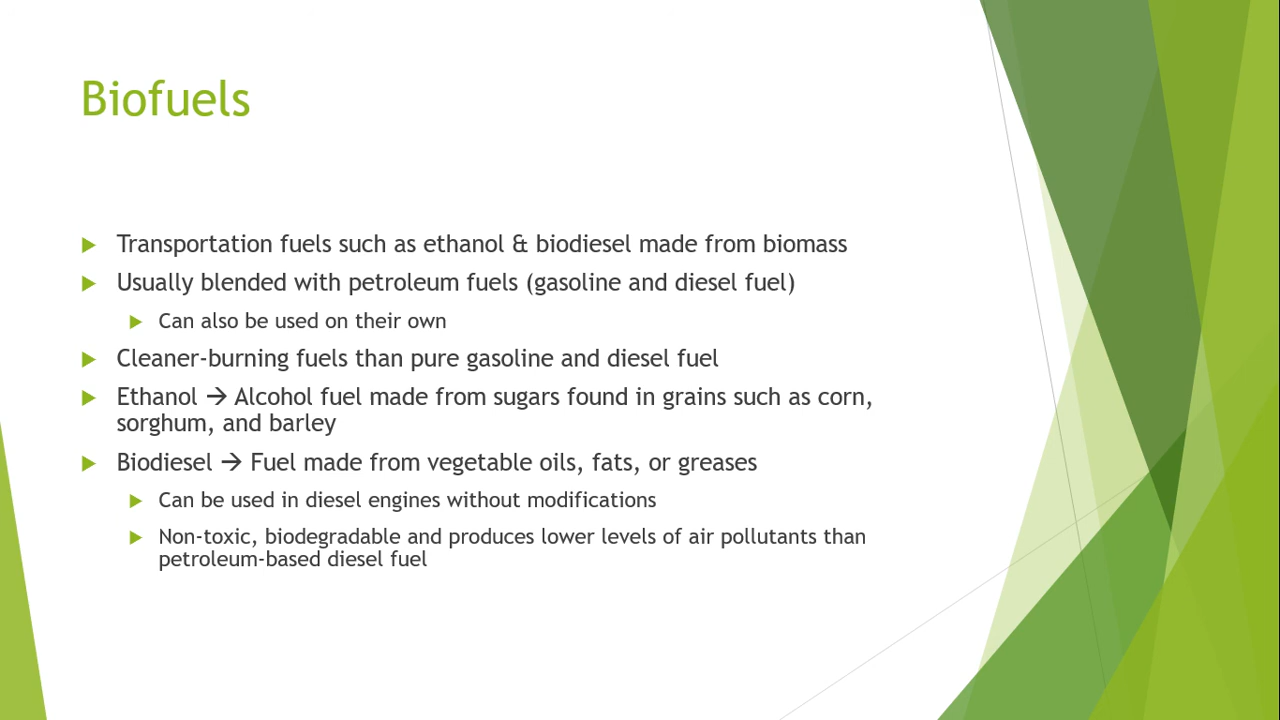 Biofuels
Transportation fuels such as ethanol & biodiesel made from biomass
Usually blended with petroleum fuels (gasoline and diesel fuel)
Can also be used on their own
Cleaner-burning fuels than pure gasoline and diesel fuel
Ethanol → Alcohol fuel made from sugars found in grains such as corn,
sorghum, and barley
Biodiesel → Fuel made from vegetable oils, fats, or greases
Can be used in diesel engines without modifications
Non-toxic, biodegradable and produces lower levels of air pollutants than
petroleum-based diesel fuel